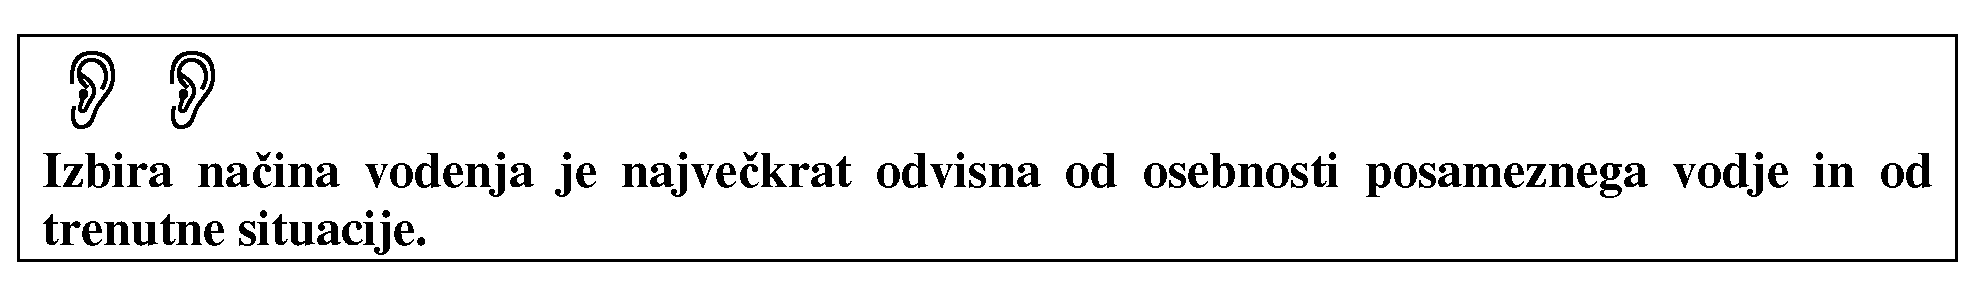 Izbira načina vodenja je največkrat odvisna od osebnosti posameznega vodje in od
trenutne situacije.